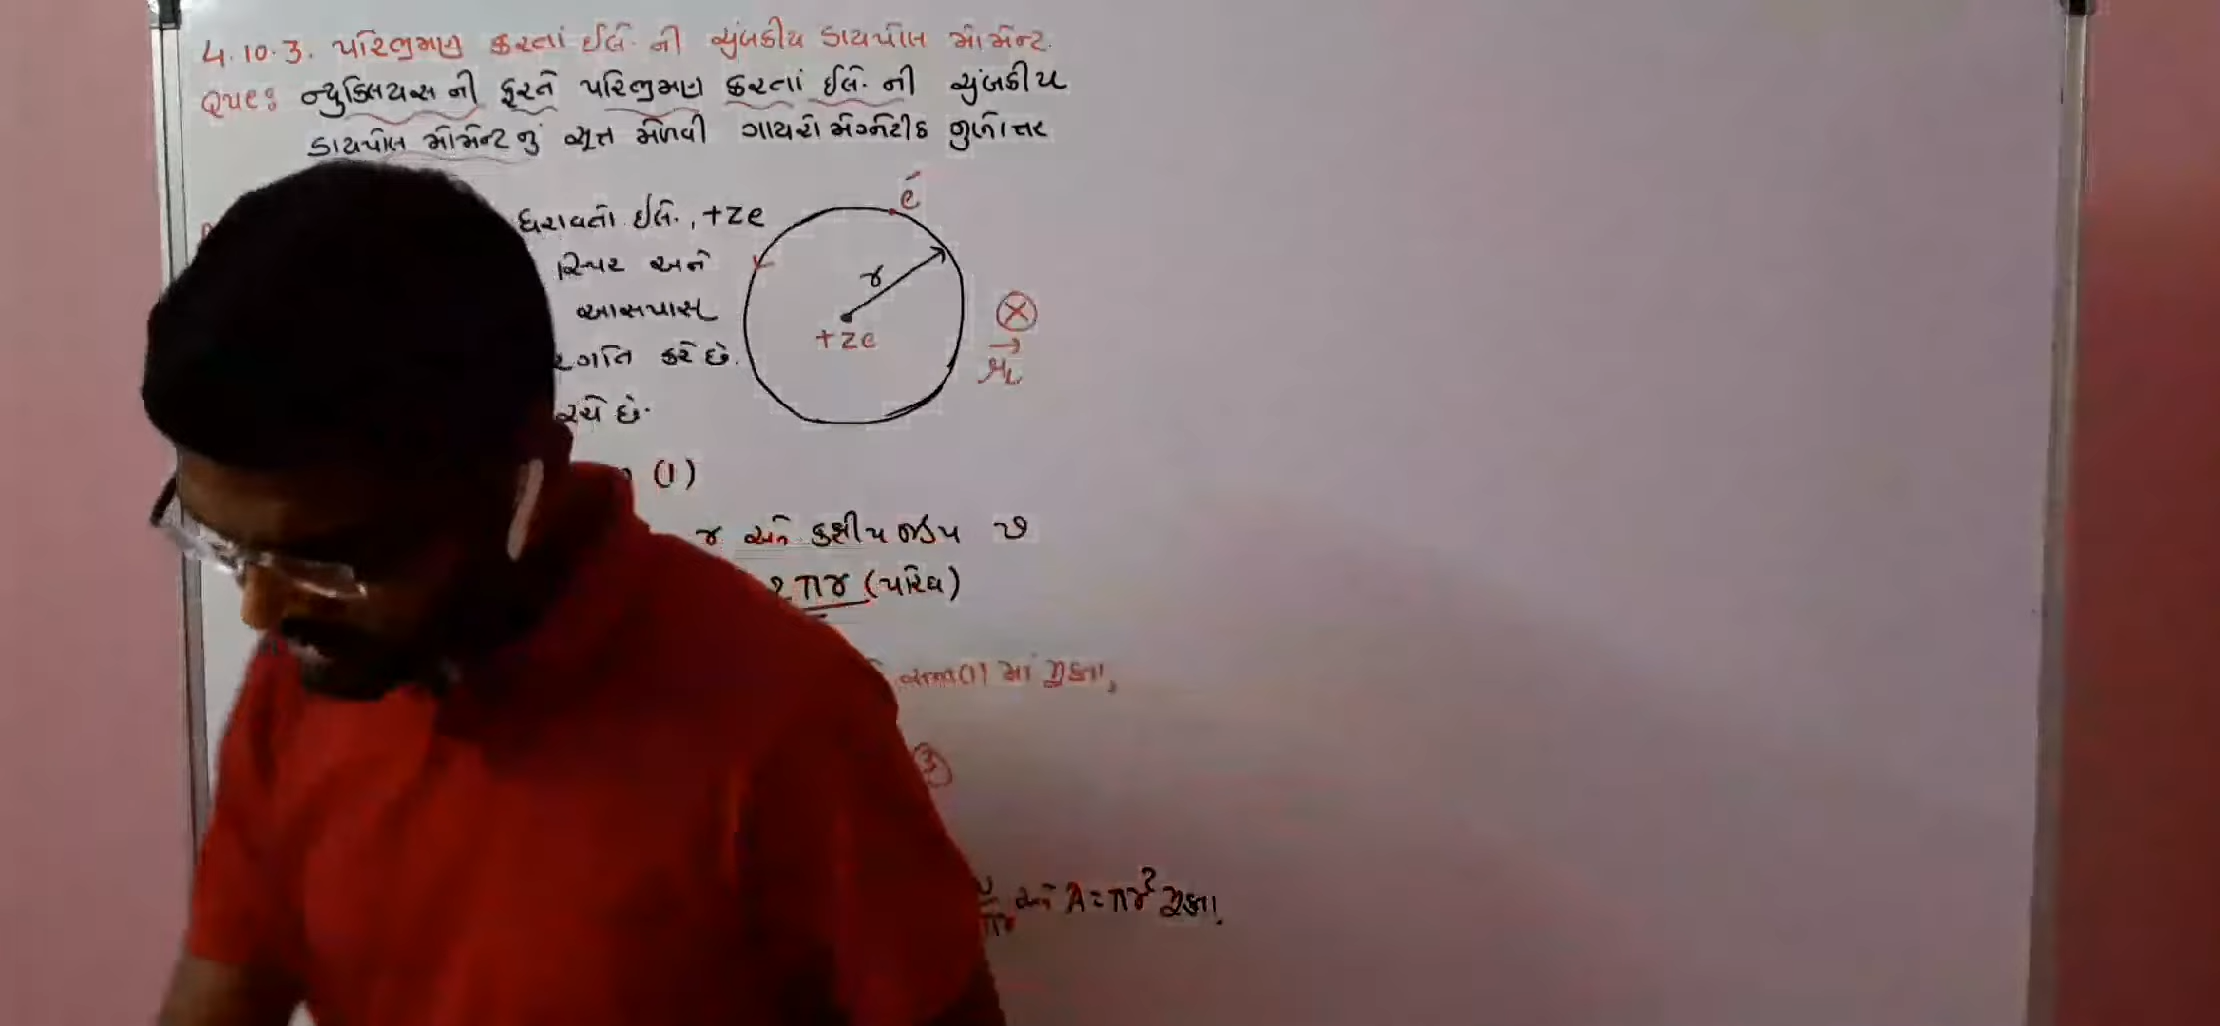 4.10.3. પરિભ્રમણ કરતાં ઈલે. ની ચુંબકીય ડાયપોલ મોમેન્ટ.
Que: ન્યુક્લિયસ ની ફરતે પરિભ્રમણ કરતાં ઈલે. ની ચુંબકીય
ડાયપોલ મોમેન્ટ નું સૂત્ર મેળવી ગાયરો મેગ્નેટીક ગુણોત્તર
e⁻
ધરાવતો ઈલે., +ze
સ્થિર અને
r
આસપાસ
+ze
⊗
ગતિ કરે છે.
μL
રચે છે.
(1)
r અને કક્ષીય ઝડપ v
2πr (પરિઘ)
(1) માં મુકતા,
3
અને A = πr² મુકતા,